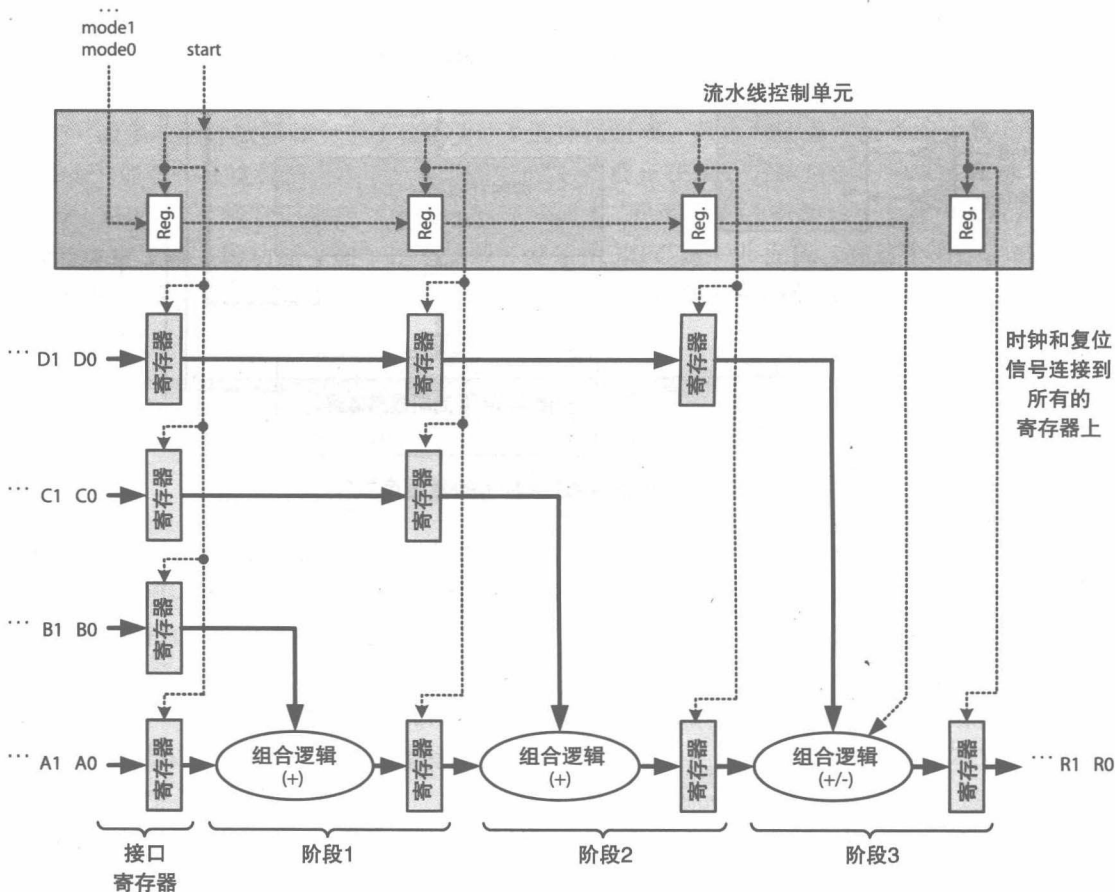 ...
mode1
mode0 start
流水线控制单元
Reg. Reg. Reg. Reg.
... D1 D0 寄存器 寄存器 寄存器
时钟和复位
信号连接到
所有的
寄存器上
... C1 C0 寄存器 寄存器
... B1 B0 寄存器
... A1 A0 寄存器 组合逻辑 寄存器 组合逻辑 寄存器 组合逻辑 寄存器 ... R1 R0
(+) (+) (+/-)
接口 阶段1 阶段2 阶段3
寄存器